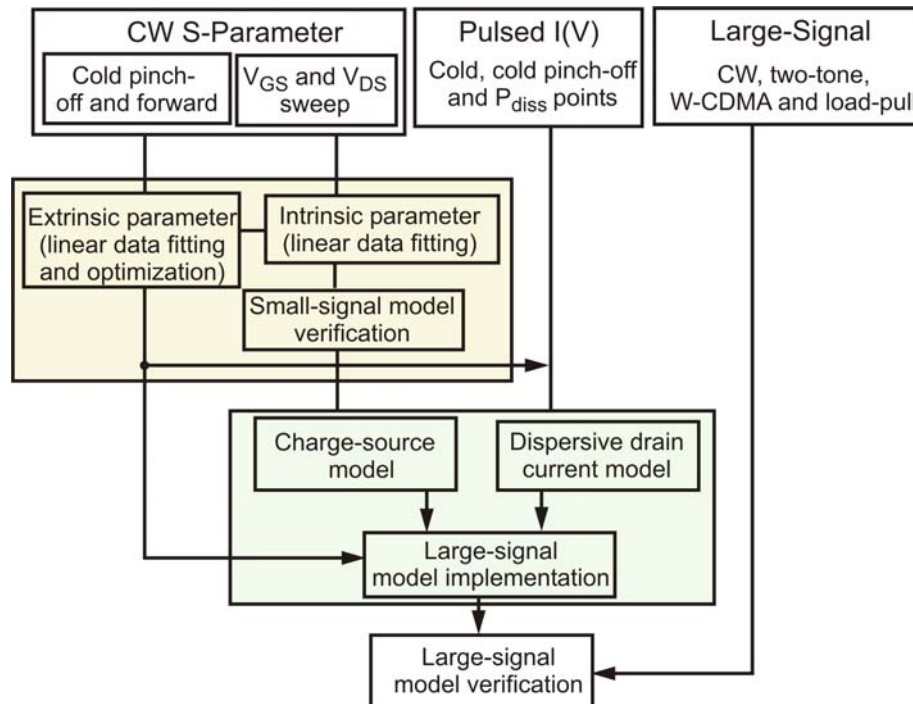 CW S-Parameter
Cold pinch-
off and forward
VGS and VDS
sweep
Pulsed I(V)
Cold, cold pinch-off
and Pdiss points
Large-Signal
CW, two-tone,
W-CDMA and load-pull
Extrinsic parameter
(linear data fitting
and optimization)
Intrinsic parameter
(linear data fitting)
Small-signal model
verification
Charge-source
model
Dispersive drain
current model
Large-signal
model implementation
Large-signal
model verification